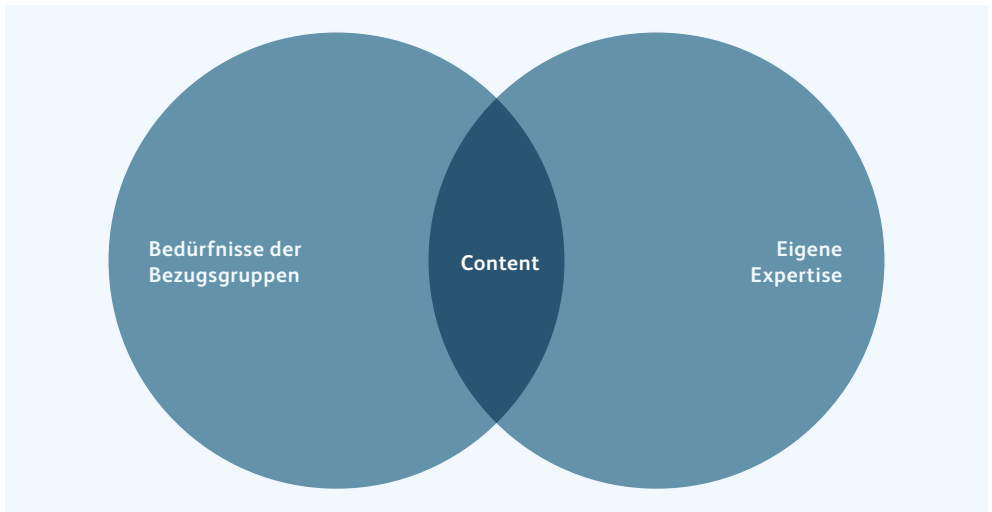 Bedürfnisse der
Bezugsgruppen
Content
Eigene
Expertise